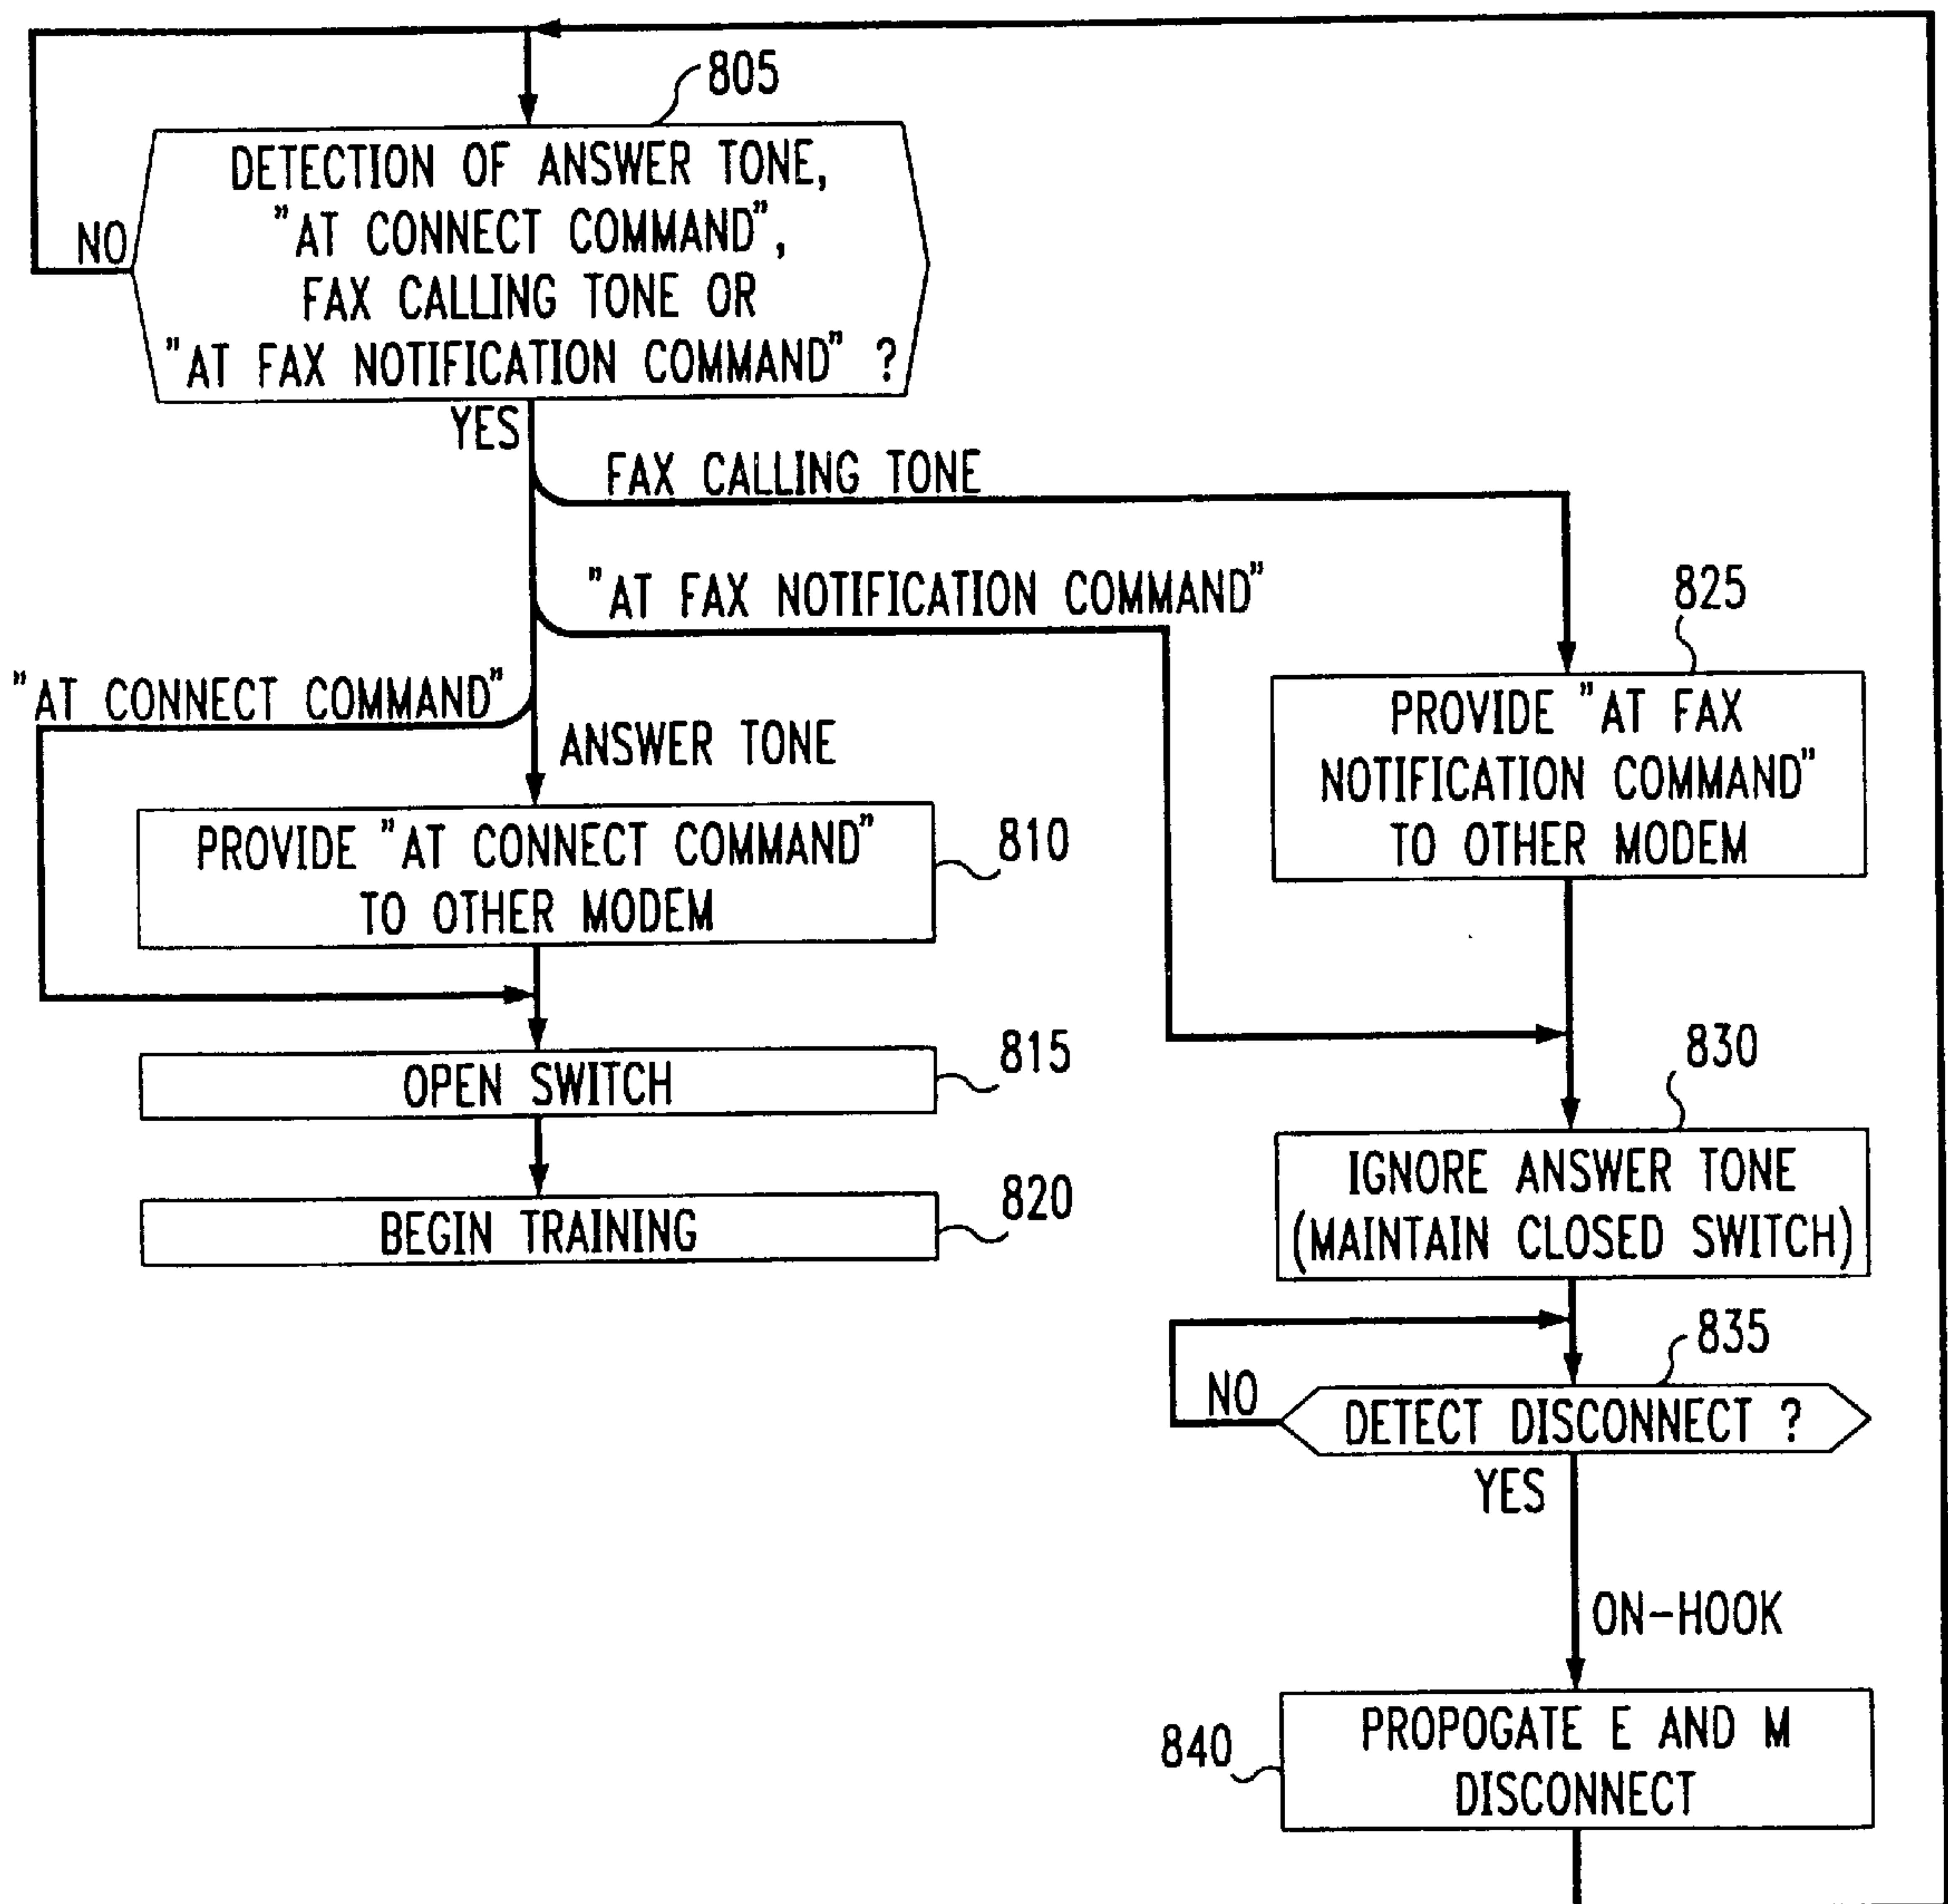 805
DETECTION OF ANSWER TONE,
"AT CONNECT COMMAND",
FAX CALLING TONE OR
"AT FAX NOTIFICATION COMMAND" ?
NO
YES
FAX CALLING TONE
"AT FAX NOTIFICATION COMMAND"
"AT CONNECT COMMAND"
ANSWER TONE
825
PROVIDE "AT FAX
NOTIFICATION COMMAND"
TO OTHER MODEM
PROVIDE "AT CONNECT COMMAND"
TO OTHER MODEM
810
OPEN SWITCH
815
BEGIN TRAINING
820
830
IGNORE ANSWER TONE
(MAINTAIN CLOSED SWITCH)
835
NO
DETECT DISCONNECT ?
YES
ON-HOOK
840
PROPOGATE E AND M
DISCONNECT